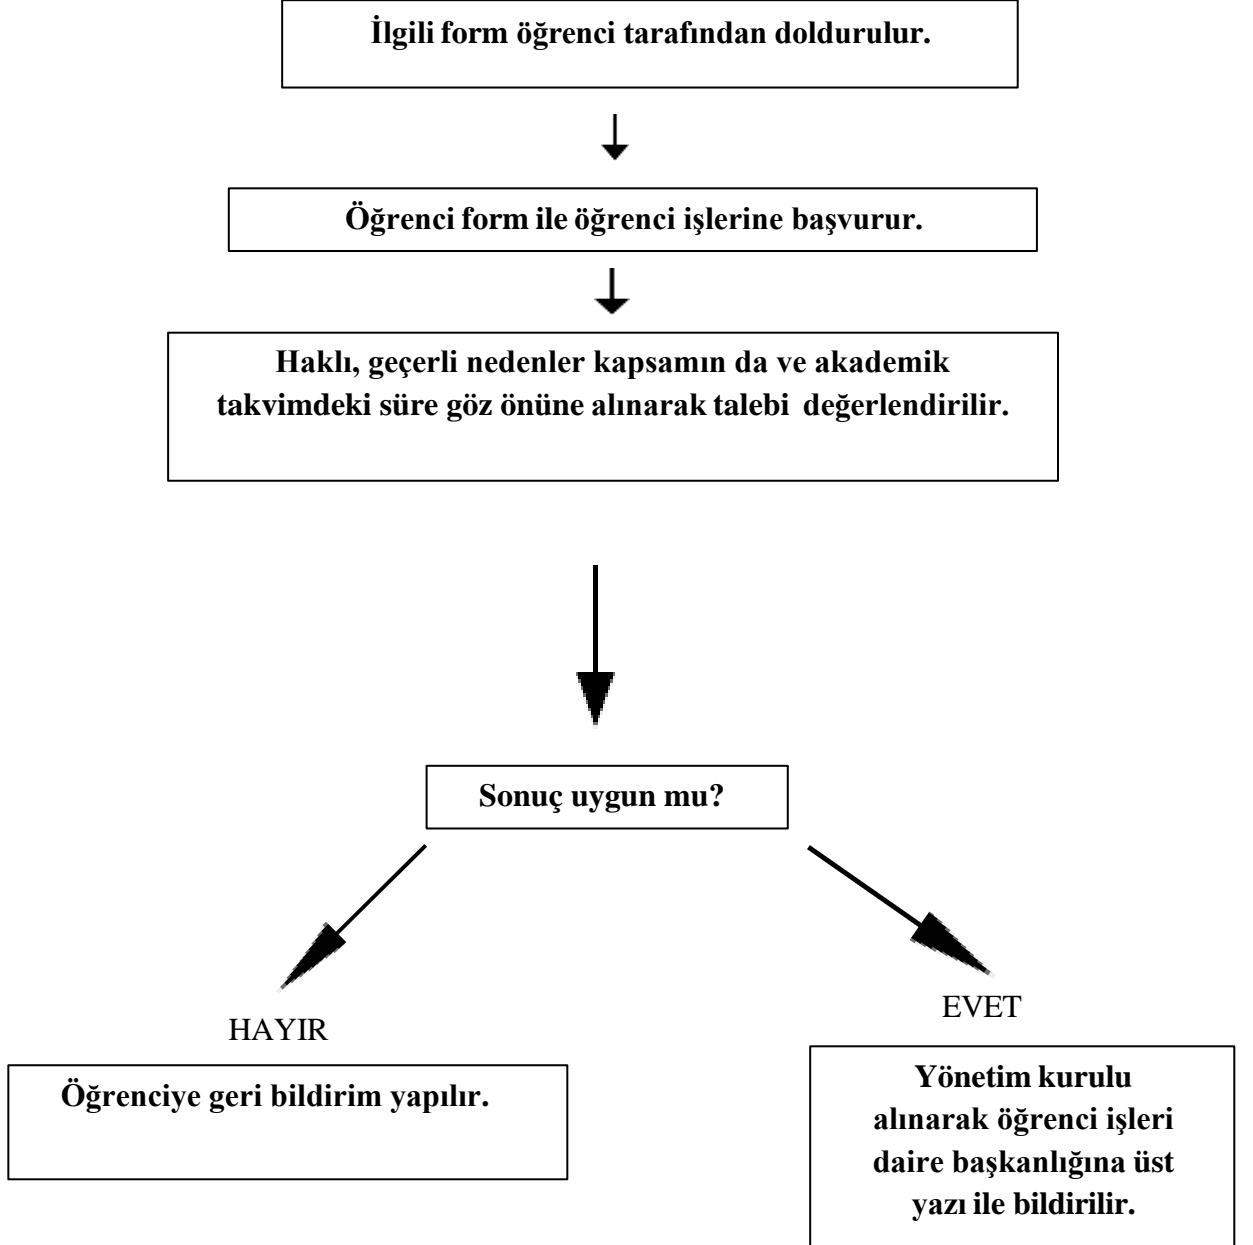 İlgili form öğrenci tarafından doldurulur.
Öğrenci form ile öğrenci işlerine başvurur.
Haklı, geçerli nedenler kapsamın da ve akademik
takvimdeki süre göz önüne alınarak talebi değerlendirilir.
Sonuç uygun mu?
HAYIR
Öğrenciye geri bildirim yapılır.
EVET
Yönetim kurulu
alınarak öğrenci işleri
daire başkanlığına üst
yazı ile bildirilir.